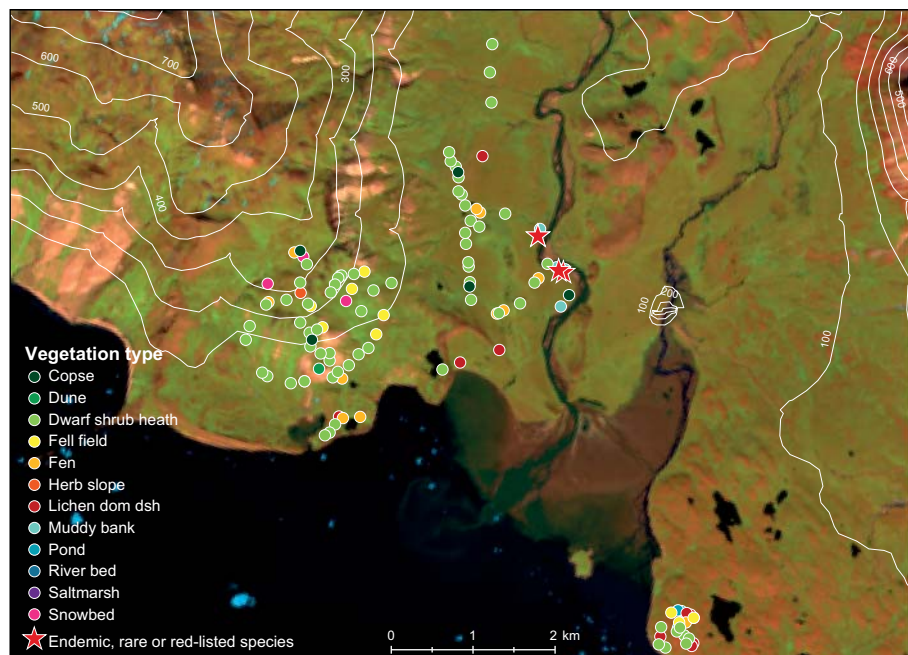 700
600
500
400
300
600
500
200
100
100
Vegetation type
Copse
Dune
Dwarf shrub heath
Fell field
Fen
Herb slope
Lichen dom dsh
Muddy bank
Pond
River bed
Saltmarsh
Snowbed
Endemic, rare or red-listed species
0 1 2 km